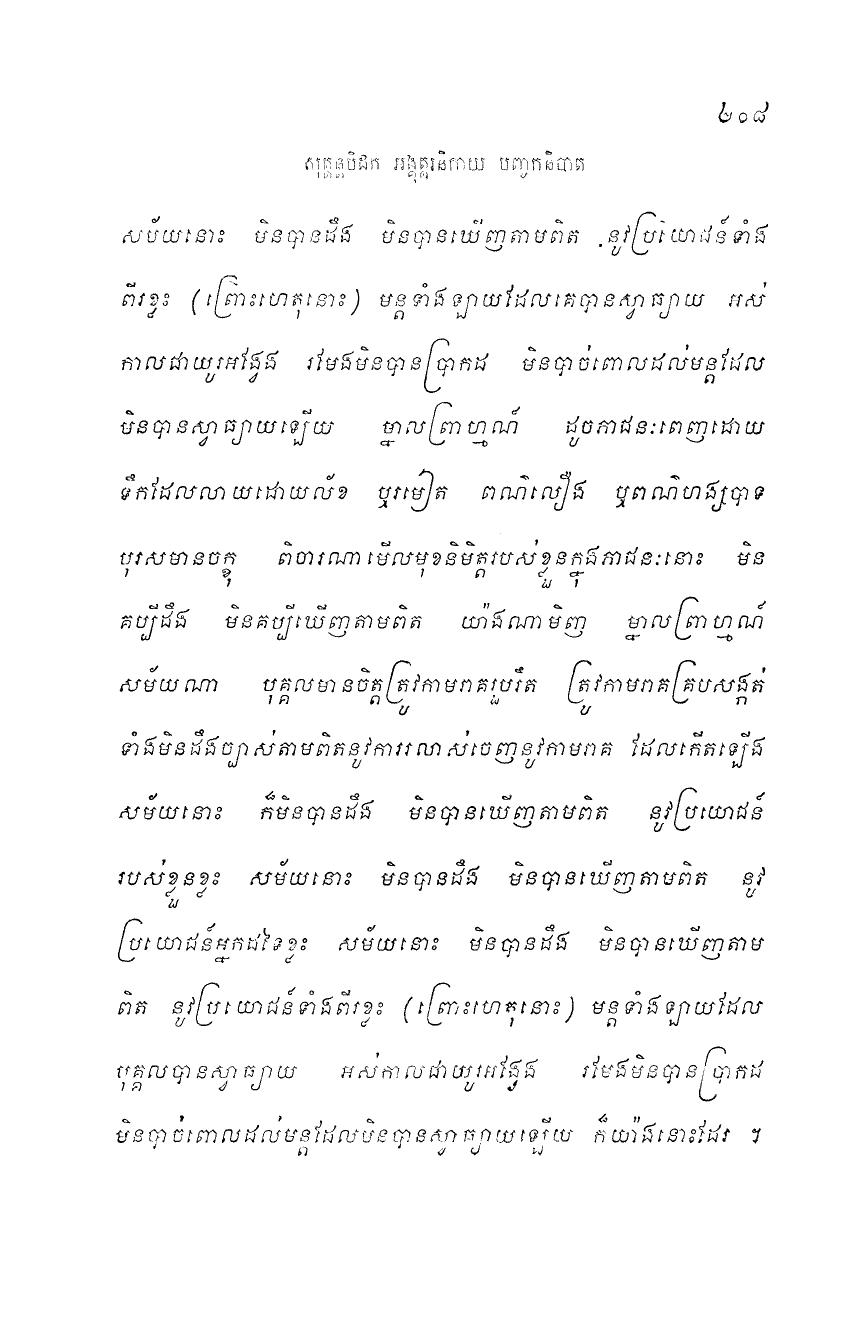 ២០៨
សុត្តន្តបិដក អង្គុត្តរនិកាយ បញ្ចកនិបាត
សម័យនោះ មិនបានដឹង មិនបានឃើញតាមពិត នូវប្រយោជន៍ទាំង
ពីរខ្លះ (ព្រោះហេតុនោះ) មន្តទាំងឡាយដែលគេបានស្វាធ្យាយ អស់
កាលជាយូរអង្វែង រមែងមិនបានប្រាកដ មិនបាច់ពោលដល់មន្តដែល
មិនបានស្វាធ្យាយឡើយ ម្នាលព្រាហ្មណ៍ ដូចភាជនៈពេញដោយ
ទឹកដែលលាយដោយល័ខ ឬរមៀត ពណ៌លឿង ឬពណ៌ហង្សបាទ
បុរសមានចក្ខុ ពិចារណាមើលមុខនិមិត្តរបស់ខ្លួនក្នុងភាជនៈនោះ មិន
គប្បីដឹង មិនគប្បីឃើញតាមពិត យ៉ាងណាមិញ ម្នាលព្រាហ្មណ៍
សម័យណា បុគ្គលមានចិត្តត្រូវកាមរាគរួបរឹត ត្រូវកាមរាគគ្របសង្កត់
ទាំងមិនដឹងច្បាស់តាមពិតនូវការរលាស់ចេញនូវកាមរាគ ដែលកើតឡើង
សម័យនោះ ក៏មិនបានដឹង មិនបានឃើញតាមពិត នូវប្រយោជន៍
របស់ខ្លួនខ្លះ សម័យនោះ មិនបានដឹង មិនបានឃើញតាមពិត នូវ
ប្រយោជន៍អ្នកដទៃខ្លះ សម័យនោះ មិនបានដឹង មិនបានឃើញតាម
ពិត នូវប្រយោជន៍ទាំងពីរខ្លះ (ព្រោះហេតុនោះ) មន្តទាំងឡាយដែល
បុគ្គលបានស្វាធ្យាយ អស់កាលជាយូរអង្វែង រមែងមិនបានប្រាកដ
មិនបាច់ពោលដល់មន្តដែលមិនបានស្វាធ្យាយឡើយ ក៏យ៉ាងនោះដែរ ។